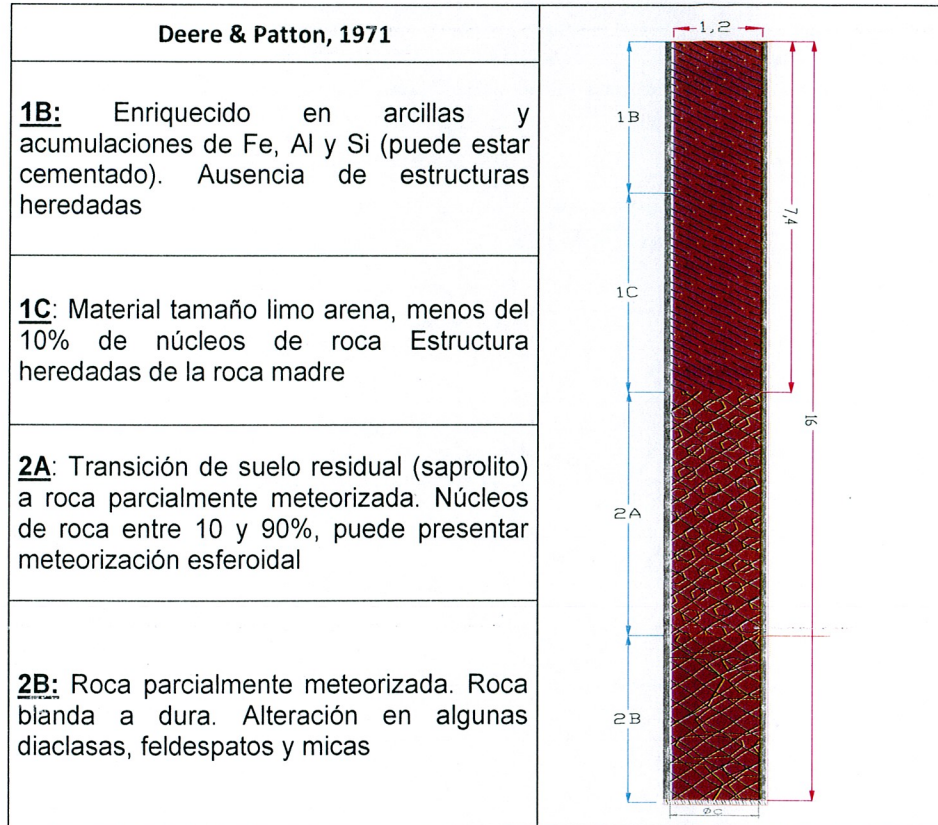 Deere & Patton, 1971
1B: Enriquecido en arcillas y
acumulaciones de Fe, Al y Si (puede estar
cementado). Ausencia de estructuras
heredadas
1C: Material tamaño limo arena, menos del
10% de núcleos de roca Estructura
heredadas de la roca madre
2A: Transición de suelo residual (saprolito)
a roca parcialmente meteorizada. Núcleos
de roca entre 10 y 90%, puede presentar
meteorización esferoidal
2B: Roca parcialmente meteorizada. Roca
blanda a dura. Alteración en algunas
diaclasas, feldespatos y micas
1,2
1B
7,4
1C
16
2A
2B
øc